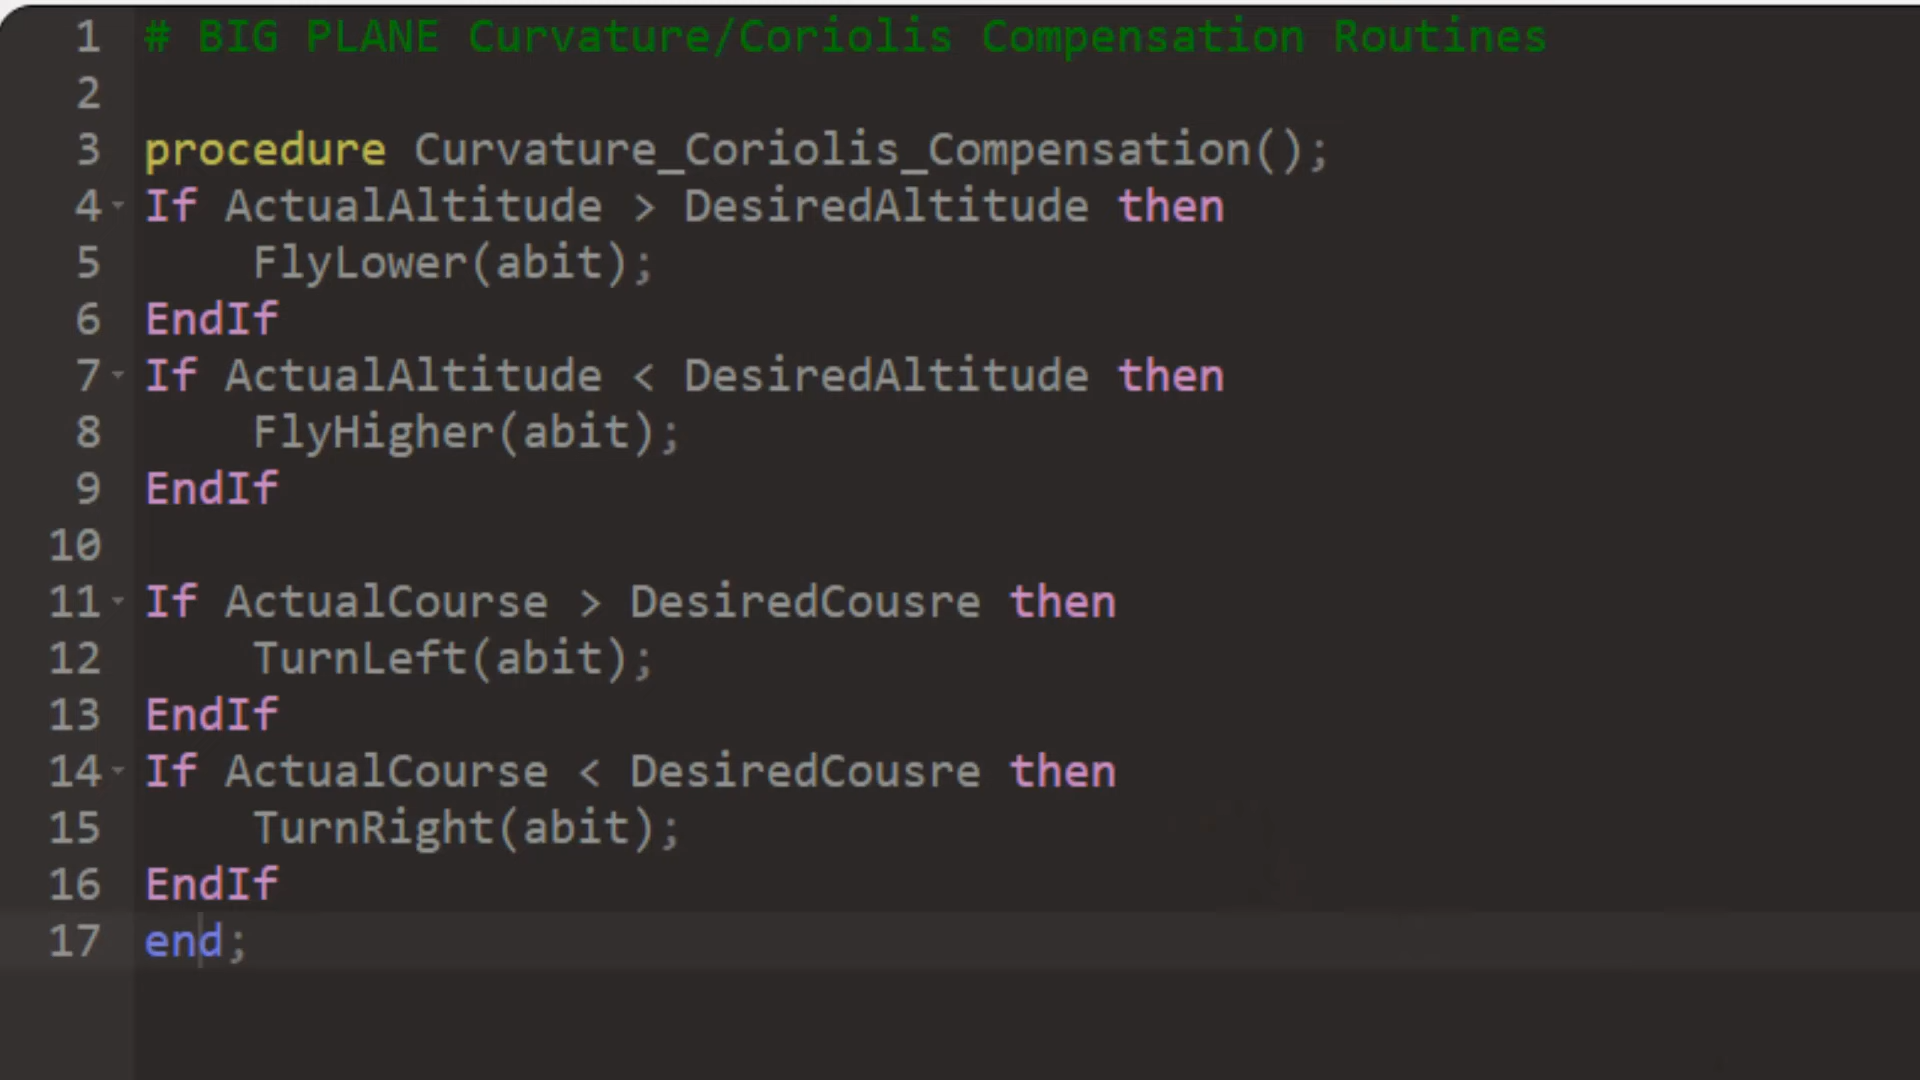 1 # BIG PLANE Curvature/Coriolis Compensation Routines
2
3 procedure Curvature_Coriolis_Compensation();
4 If ActualAltitude > DesiredAltitude then
5     FlyLower(abit);
6 EndIf
7 If ActualAltitude < DesiredAltitude then
8     FlyHigher(abit);
9 EndIf
10
11 If ActualCourse > DesiredCousre then
12     TurnLeft(abit);
13 EndIf
14 If ActualCourse < DesiredCousre then
15     TurnRight(abit);
16 EndIf
17 end;